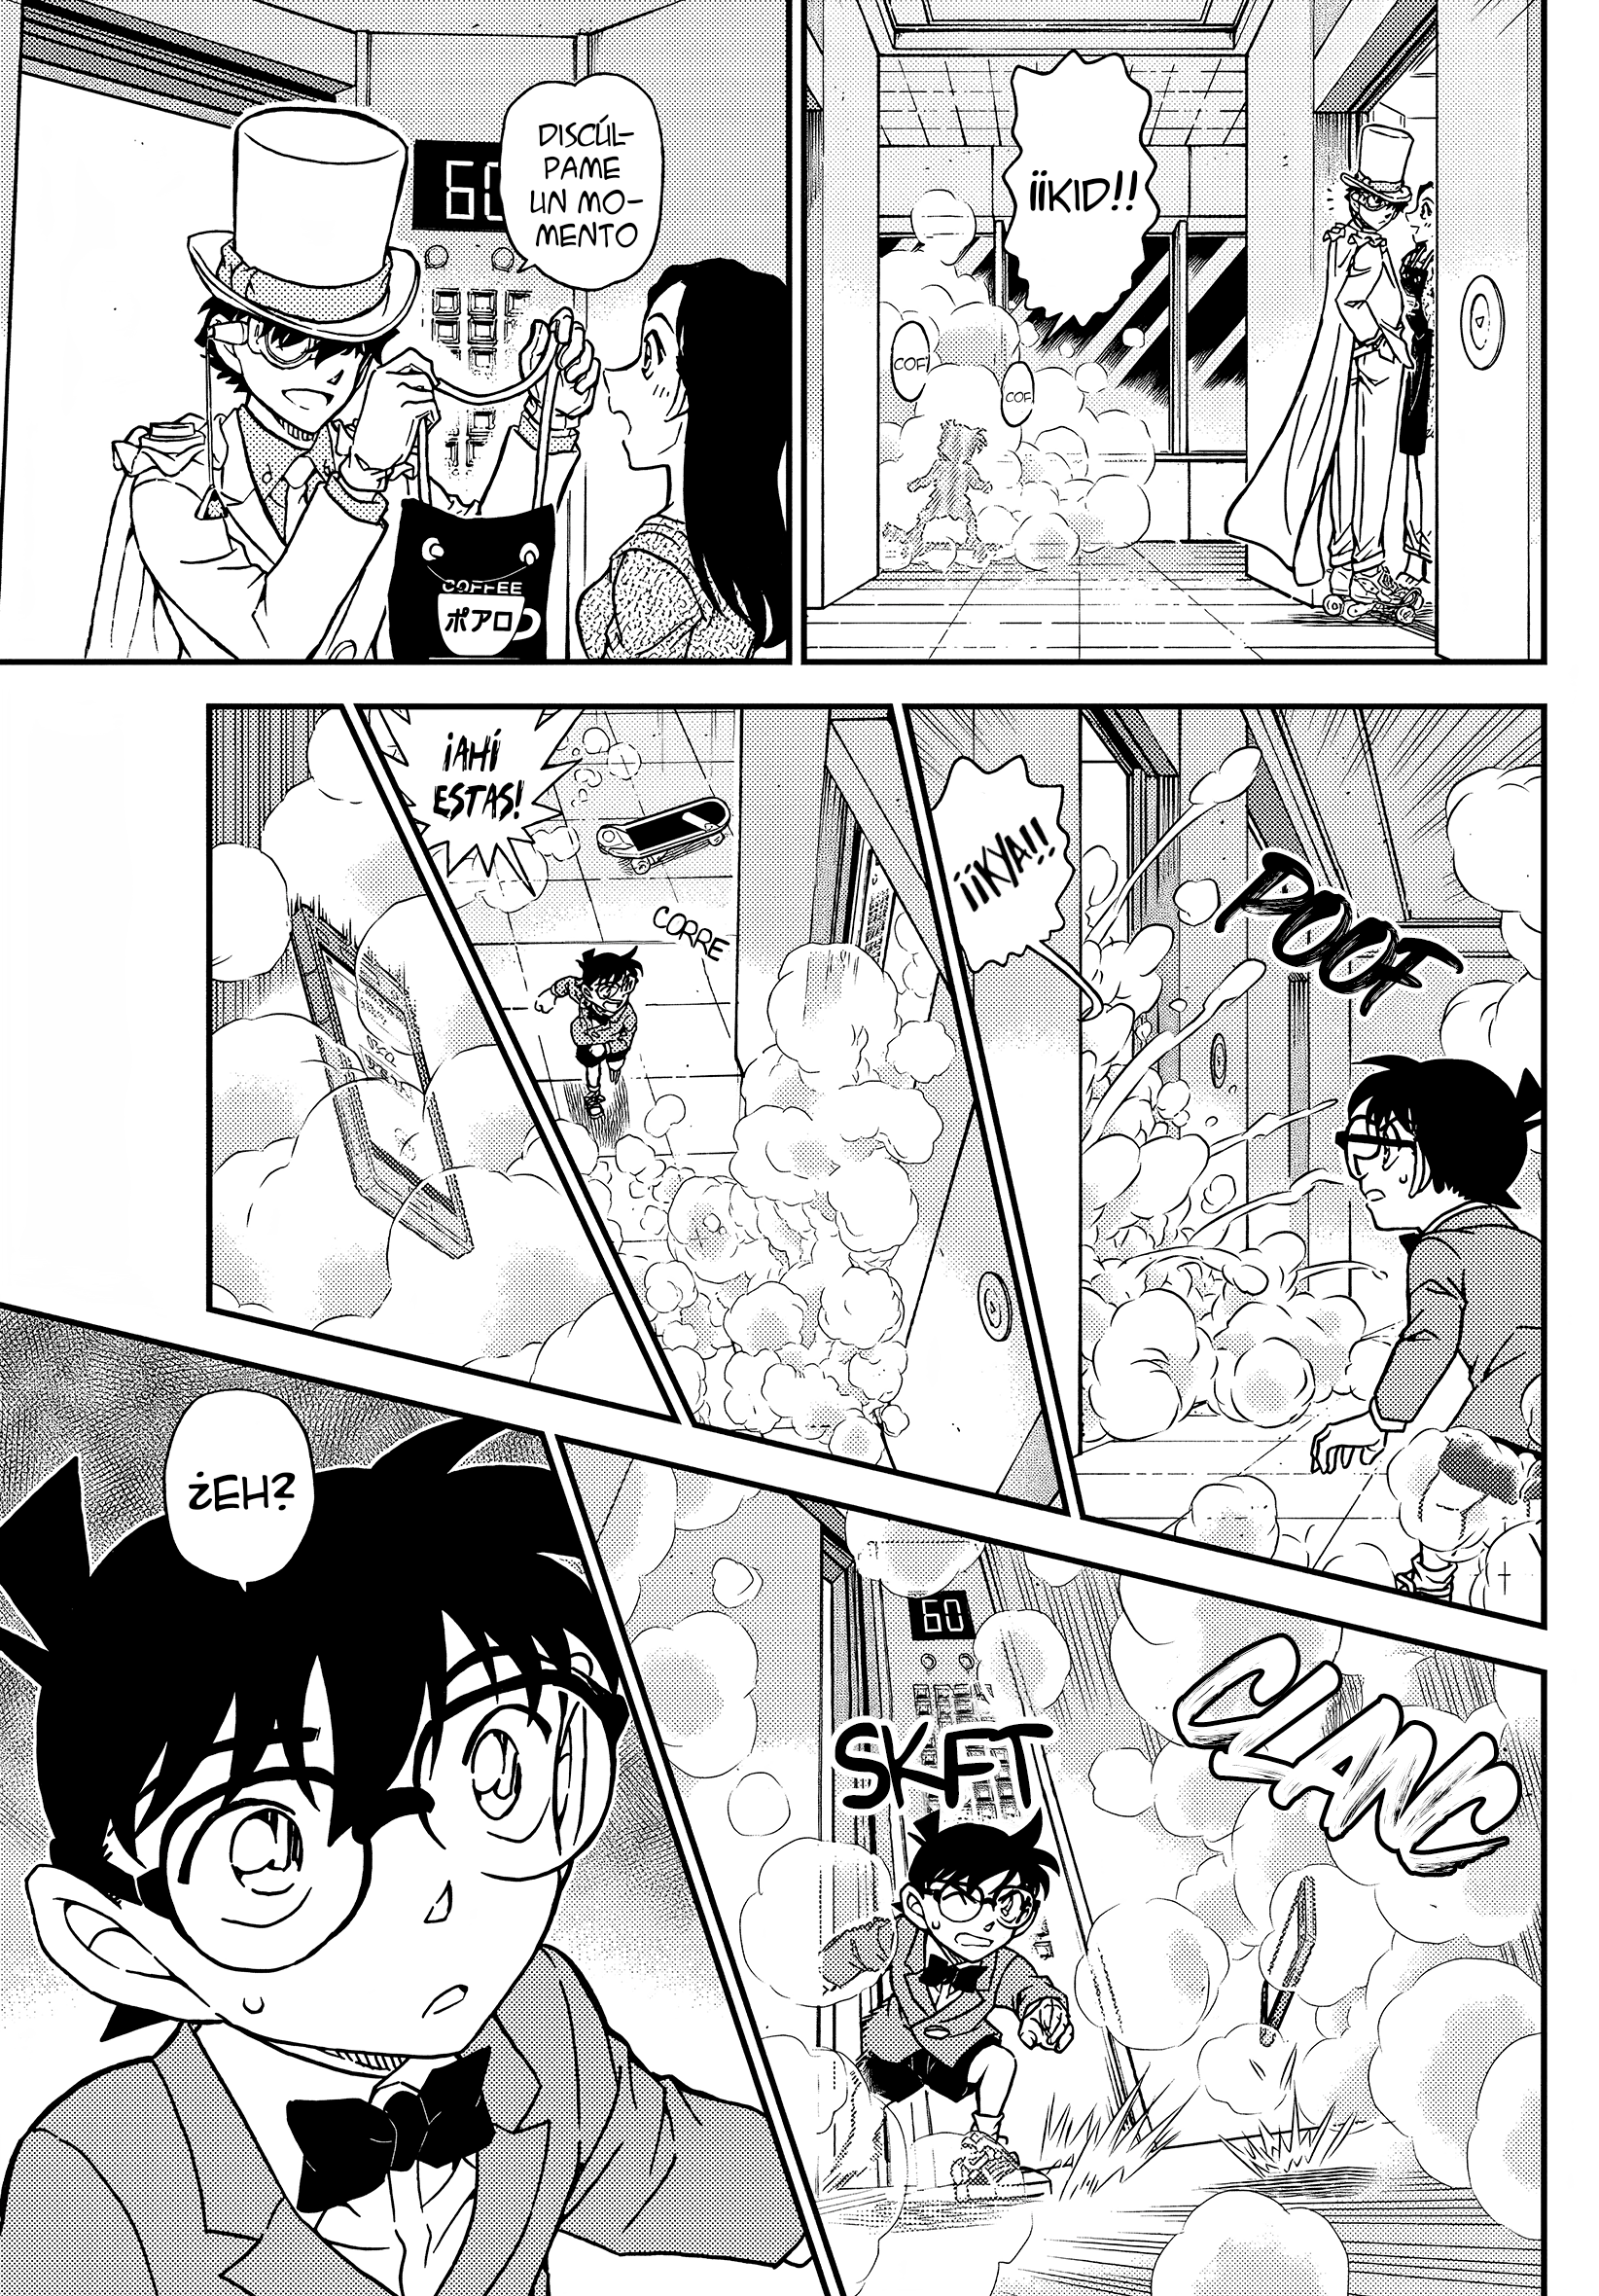 ¡¡KID!!
COF
COF
DISCÚL-
PAME
UN MO-
MENTO
60
COFFEE
ポアロ
POOF
¡¡KYA!!
¡AHÍ
ESTAS!
CORRE
CLANC
SKFT
60
¿EH?